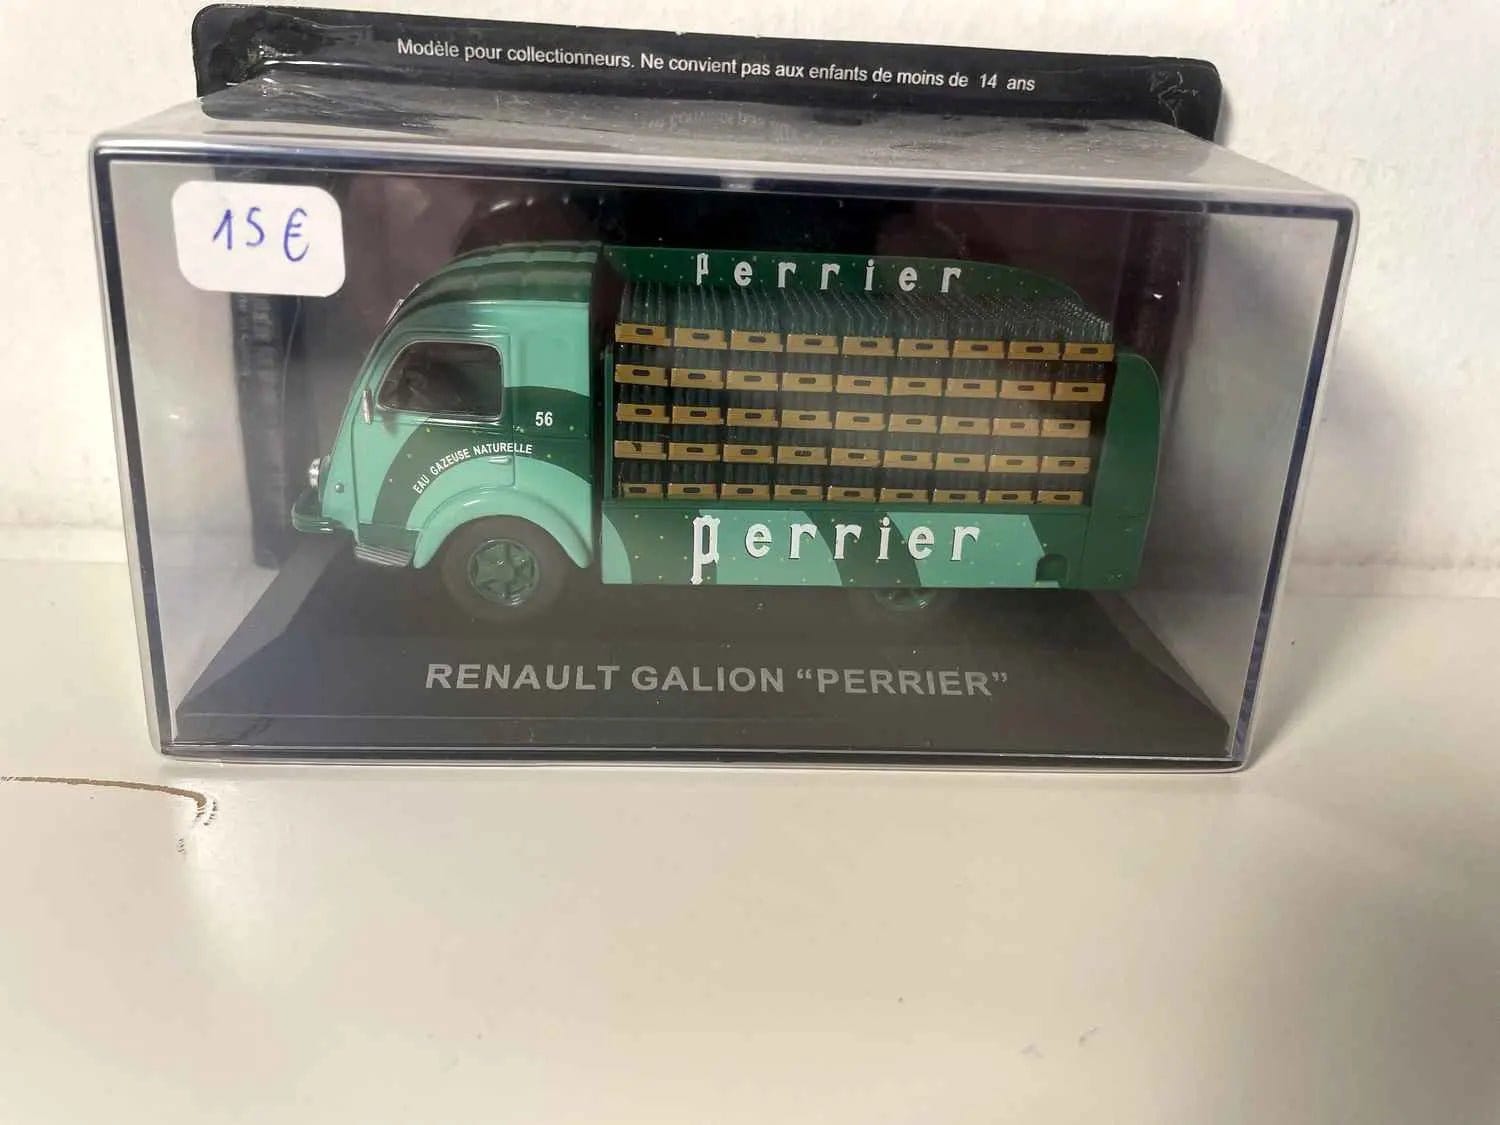 Modèle pour collectionneurs. Ne convient pas aux enfants de moins de 14 ans
15 €
perrier
56
EAU GAZEUSE NATURELLE
perrier
RENAULT GALION “PERRIER”